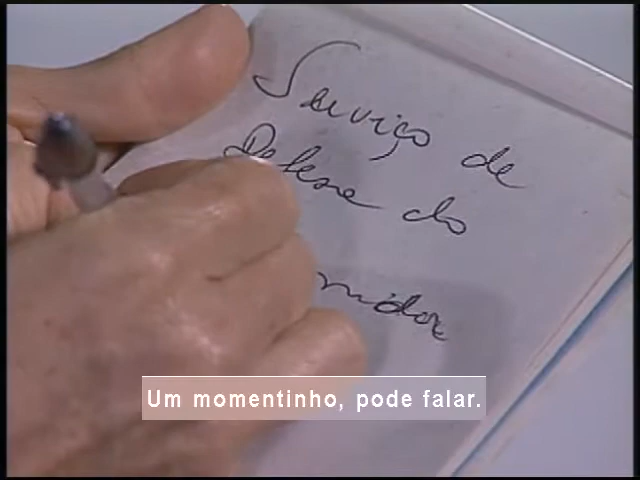 Serviço de
Defesa do
midor
Um momentinho, pode falar.